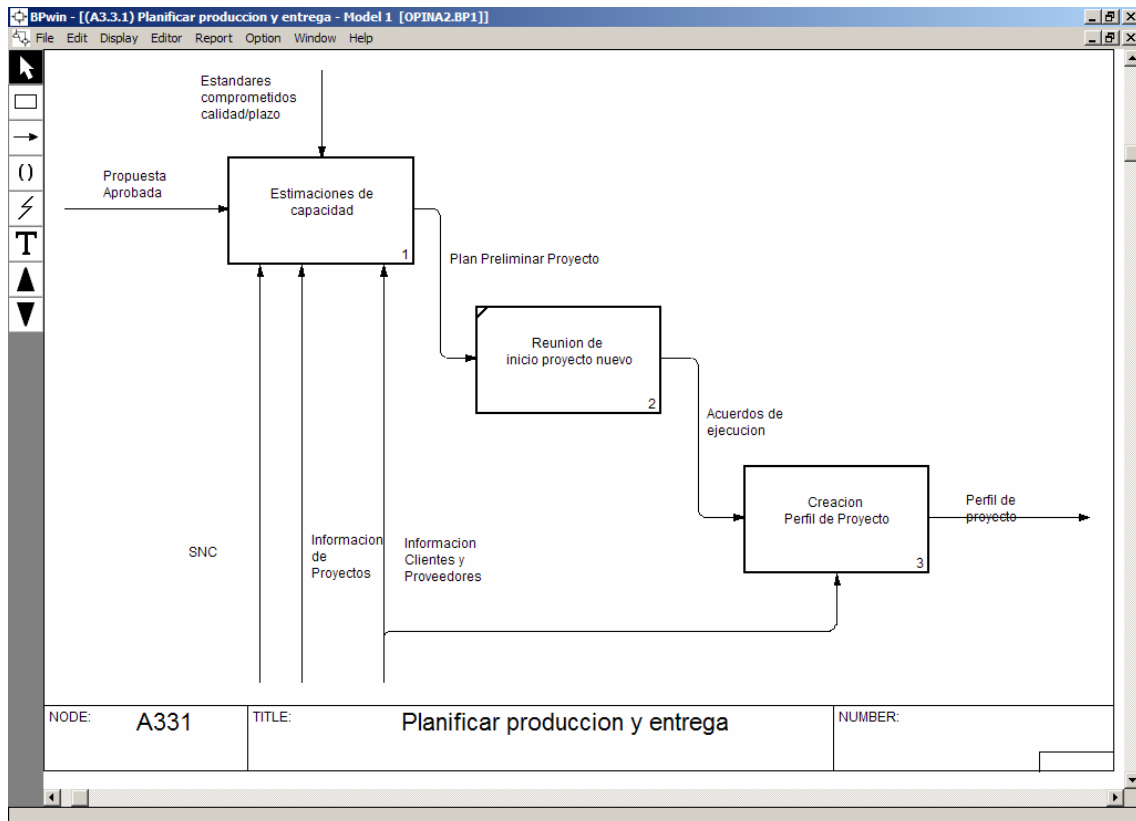 BPwin - [(A3.3.1) Planificar produccion y entrega - Model 1 [OPINA2.BP1]]
File Edit Display Editor Report Option Window Help
Estandares
comprometidos
calidad/plazo
Propuesta
Aprobada
Estimaciones de
capacidad
1
Plan Preliminar Proyecto
Reunion de
inicio proyecto nuevo
2
Acuerdos de
ejecucion
Creacion
Perfil de Proyecto
3
Perfil de
proyecto
SNC
Informacion
de
Proyectos
Informacion
Clientes y
Proveedores
NODE:
A331
TITLE:
Planificar produccion y entrega
NUMBER:
( )
T